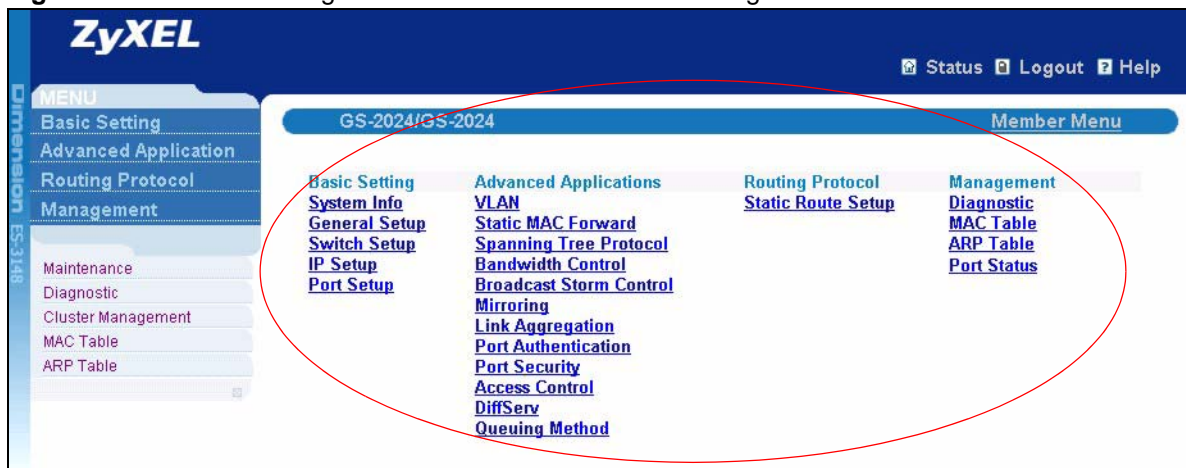 ZyXEL
Status Logout Help
Dimension ES-3148
MENU
Basic Setting
Advanced Application
Routing Protocol
Management
Maintenance
Diagnostic
Cluster Management
MAC Table
ARP Table
GS-2024/GS-2024 Member Menu
Basic Setting
System Info
General Setup
Switch Setup
IP Setup
Port Setup
Advanced Applications
VLAN
Static MAC Forward
Spanning Tree Protocol
Bandwidth Control
Broadcast Storm Control
Mirroring
Link Aggregation
Port Authentication
Port Security
Access Control
DiffServ
Queuing Method
Routing Protocol
Static Route Setup
Management
Diagnostic
MAC Table
ARP Table
Port Status